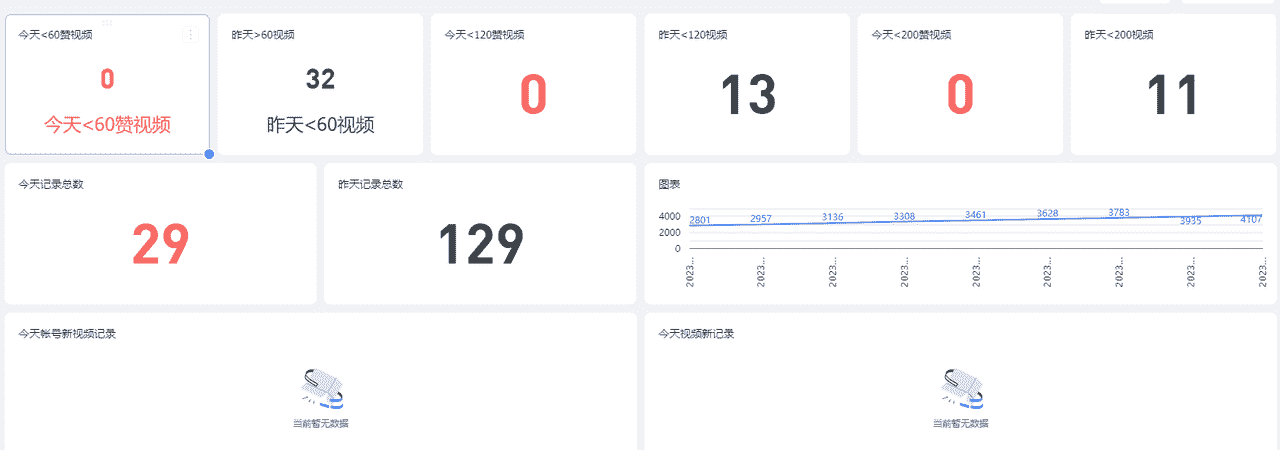 今天<60赞视频
昨天>60视频
今天<120赞视频
昨天<120视频
今天<200赞视频
昨天<200视频
0
32
0
13
0
11
今天<60赞视频
昨天<60视频
今天记录总数
昨天记录总数
图表
29
129
4000
2000
0
2801
2957
3136
3308
3461
3628
3783
3935
4107
2023...
2023...
2023...
2023...
2023...
2023...
2023...
2023...
2023...
今天帐号新视频记录
今天视频新记录
当前暂无数据
当前暂无数据